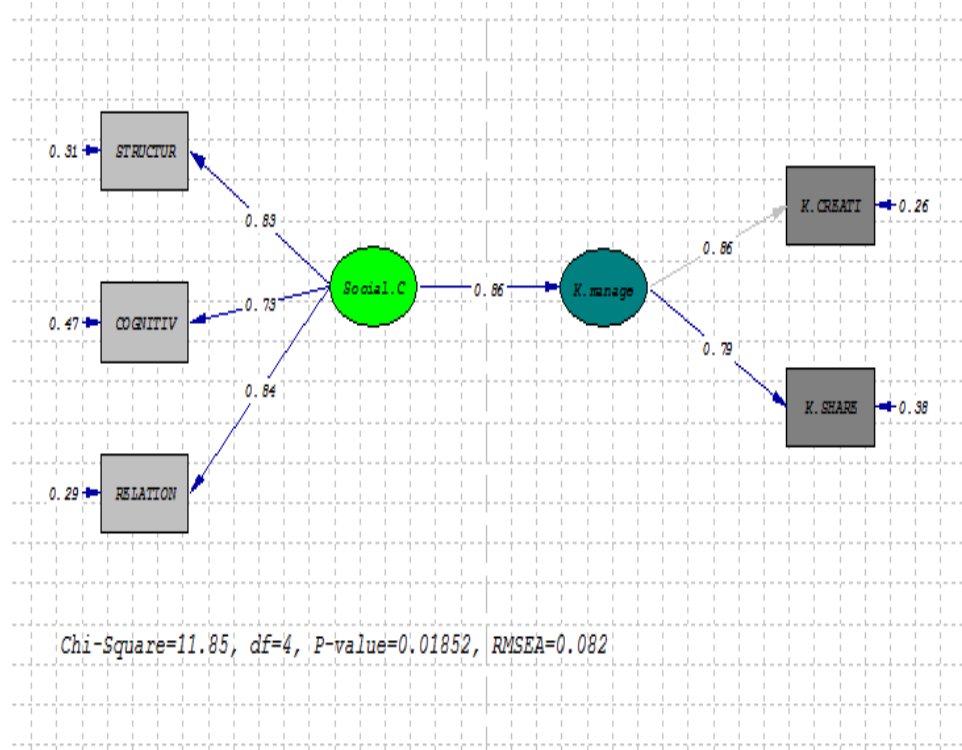 0.31
STRUCTUR
0.83
0.47
COGNITIV
0.73
0.29
RELATION
0.84
Social.C
0.86
K.manage
0.86
K.CREATI
0.26
0.79
K.SHARE
0.38
Chi-Square=11.85, df=4, P-value=0.01852, RMSEA=0.082